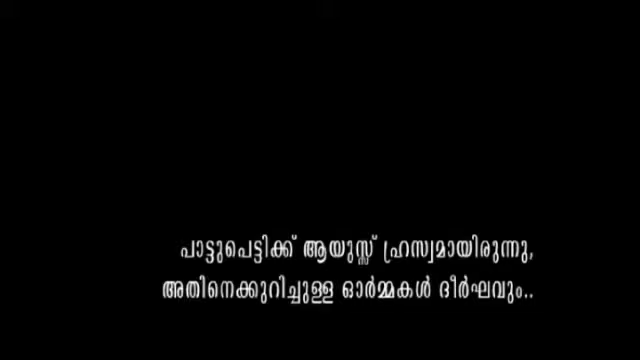 പാട്ടുപെട്ടിക്ക് ആയുസ്സ് ഹ്രസ്വമായിരുന്നു,
അതിനെക്കുറിച്ചുള്ള ഓർമ്മകൾ ദീർഘവും..